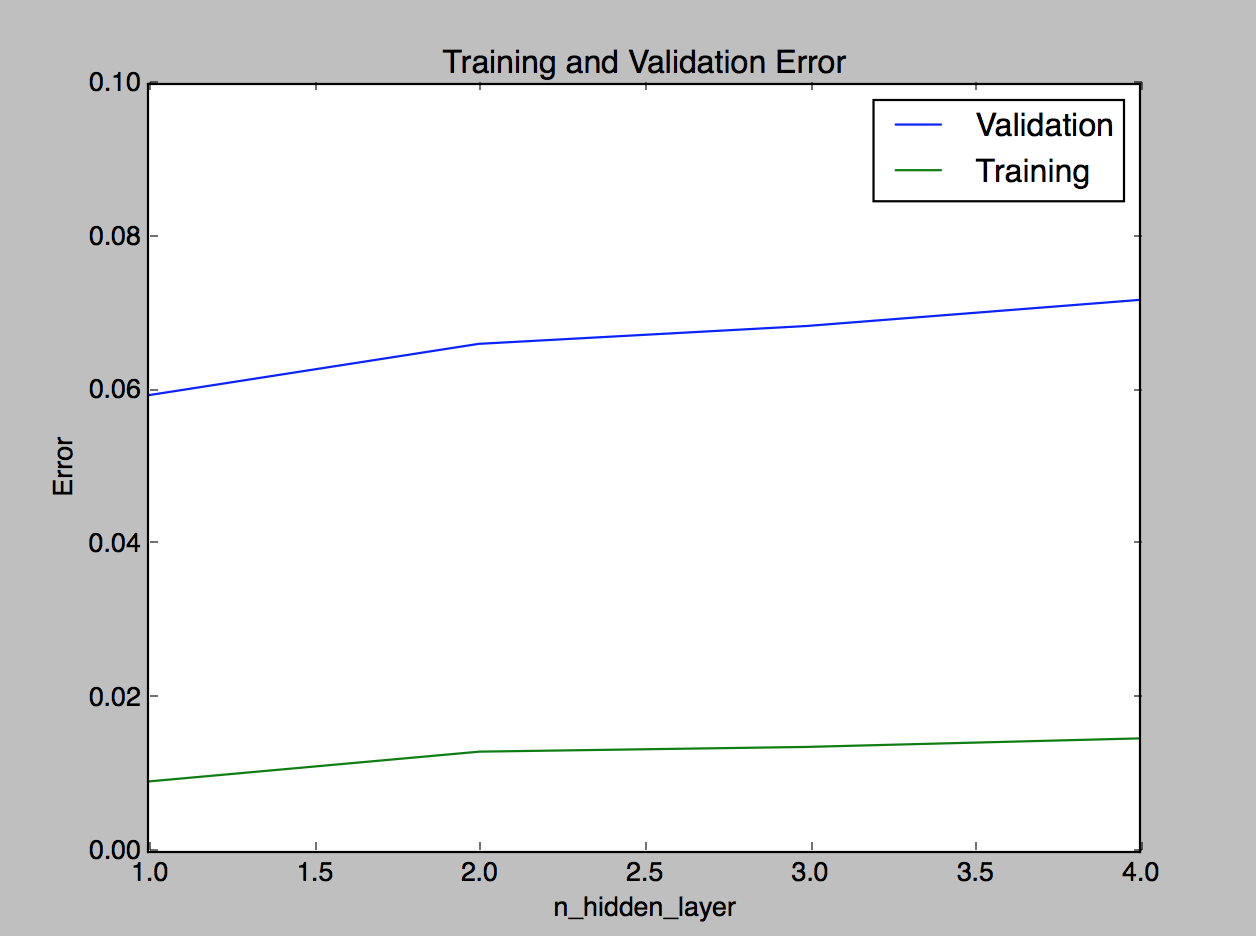 Training and Validation Error
0.10
0.08
0.06
0.04
0.02
0.00
Error
Validation
Training
1.0 1.5 2.0 2.5 3.0 3.5 4.0
n_hidden_layer